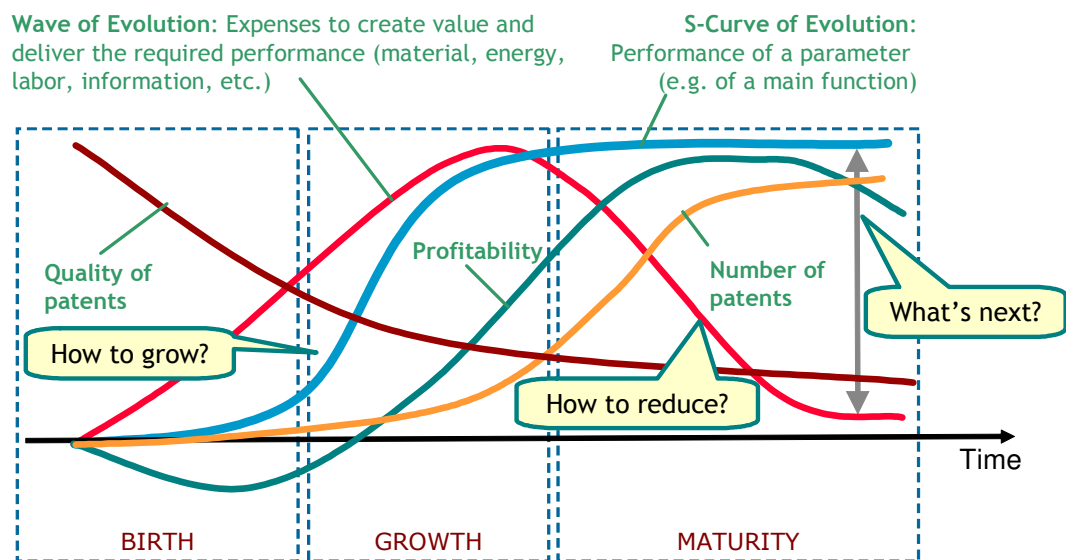 Wave of Evolution: Expenses to create value and
deliver the required performance (material, energy,
labor, information, etc.)
S-Curve of Evolution:
Performance of a parameter
(e.g. of a main function)
Quality of
patents
Profitability
Number of
patents
What's next?
How to grow?
How to reduce?
Time
BIRTH
GROWTH
MATURITY